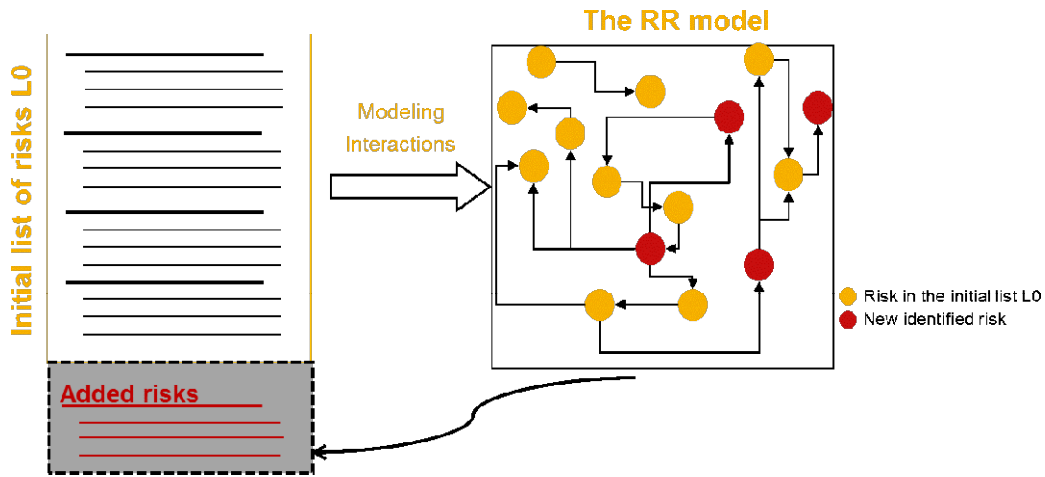 The RR model
Initial list of risks L0
Modeling
Interactions
Risk in the initial list L0
New identified risk
Added risks